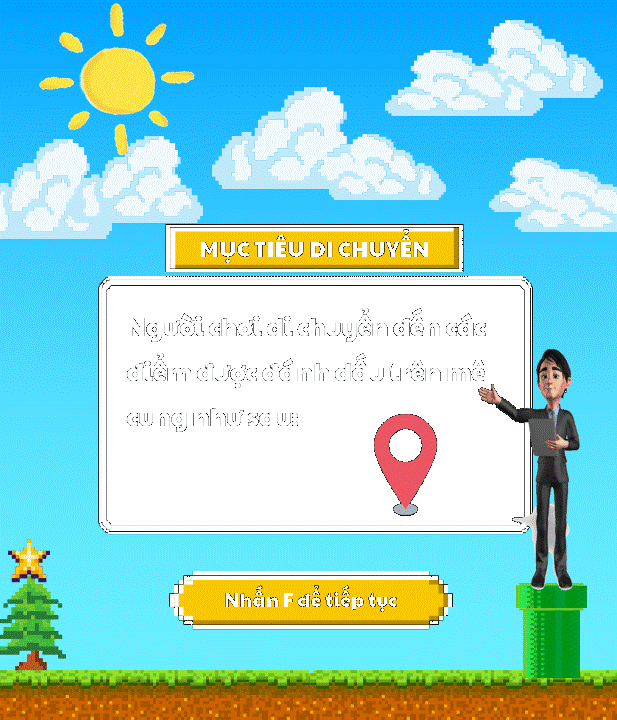 MỤC TIÊU DI CHUYỂN
Người chơi di chuyển đến các
điểm được đánh dấu trên mê
cung như sau:
Nhấn F để tiếp tục